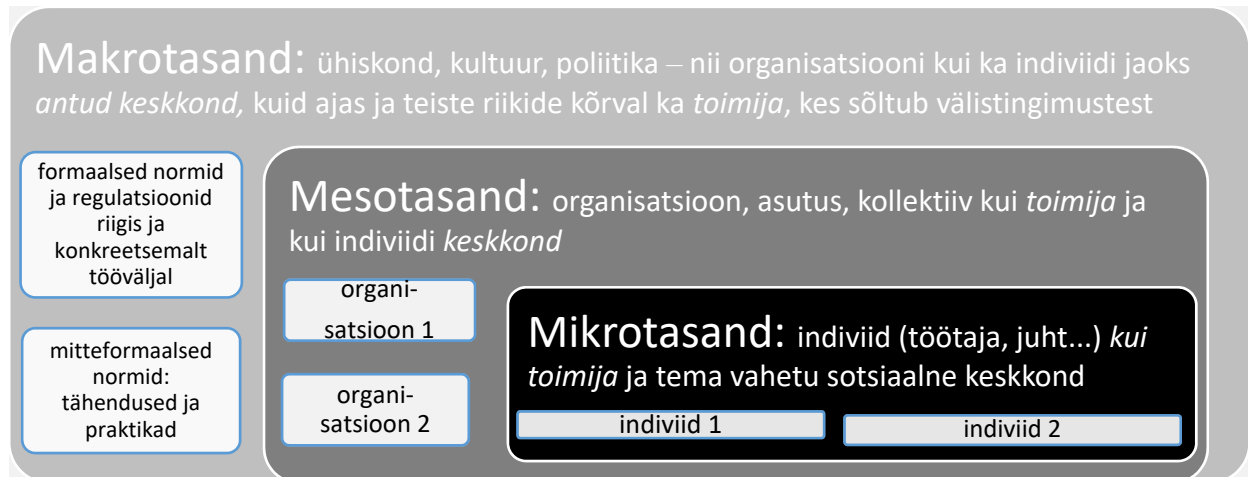 Makrotasand: ühiskond, kultuur, poliitika – nii organisatsiooni kui ka indiviidi jaoks
antud keskkond, kuid ajas ja teiste riikide kõrval ka toimija, kes sõltub välistingimustest
formaalsed normid
ja regulatsioonid
riigis ja
konkreetsemalt
tööväljal
mitteformaalsed
normid:
tähendused ja
praktikad
Mesotasand: organisatsioon, asutus, kollektiiv kui toimija ja
kui indiviidi keskkond
organi-
satsioon 1
organi-
satsioon 2
Mikrotasand: indiviid (töötaja, juht...) kui
toimija ja tema vahetu sotsiaalne keskkond
indiviid 1
indiviid 2